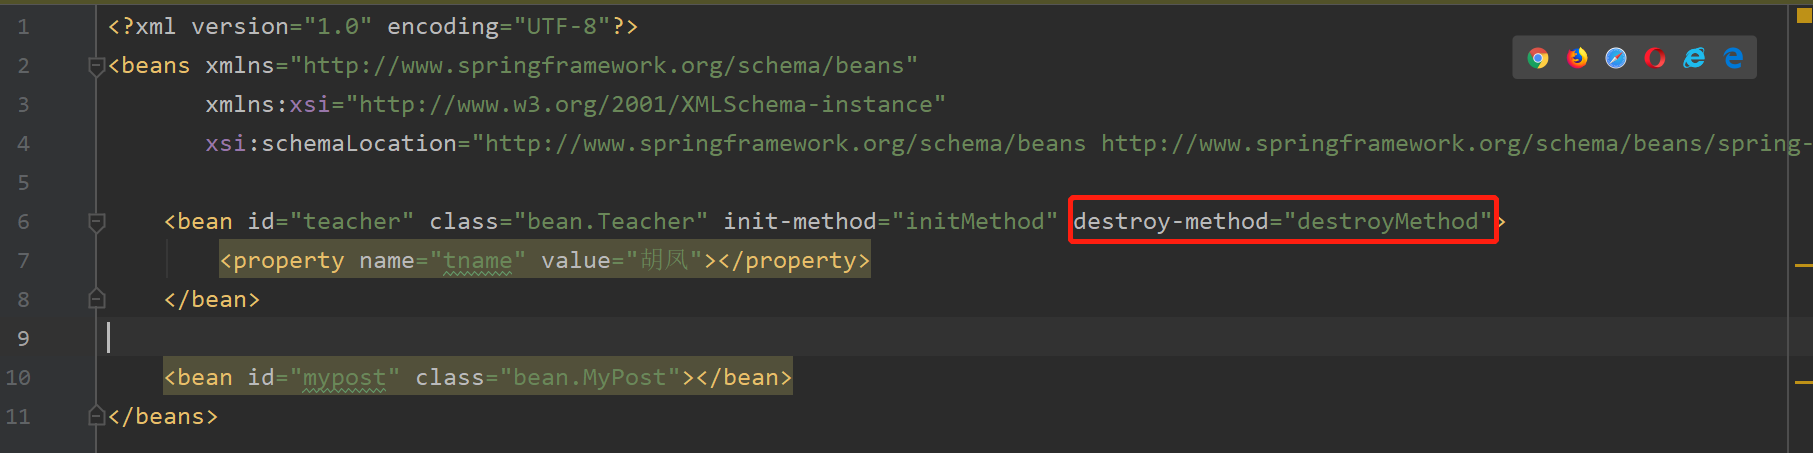 1 <?xml version="1.0" encoding="UTF-8"?>
2 <beans xmlns="http://www.springframework.org/schema/beans"
3 xmlns:xsi="http://www.w3.org/2001/XMLSchema-instance"
4 xsi:schemaLocation="http://www.springframework.org/schema/beans http://www.springframework.org/schema/beans/spring-
5
6 <bean id="teacher" class="bean.Teacher" init-method="initMethod" destroy-method="destroyMethod">
7 <property name="tname" value="胡凤"></property>
8 </bean>
9
10 <bean id="mypost" class="bean.MyPost"></bean>
11 </beans>